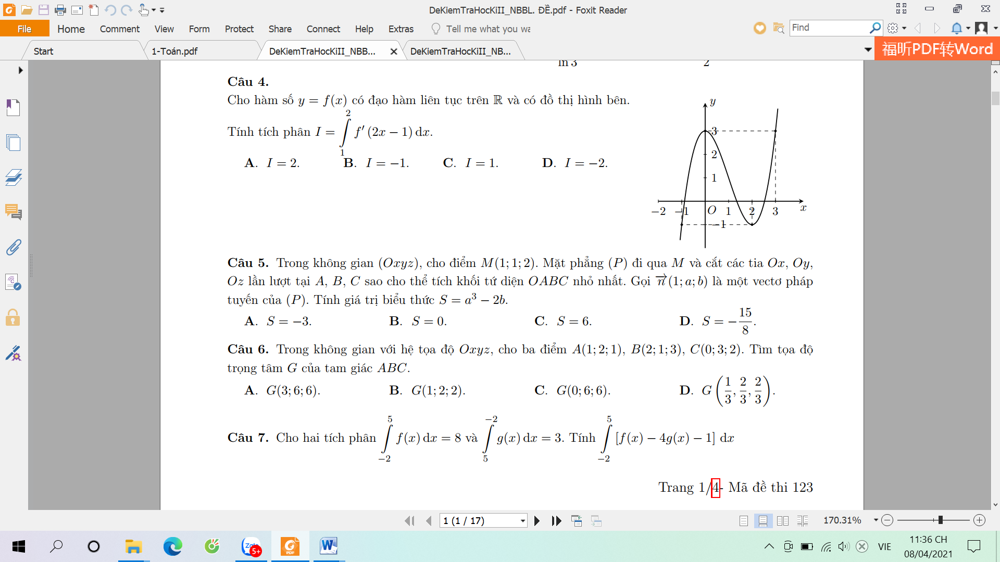 DeKiemTraHocKiII_NBBL. ĐỀ.pdf - Foxit Reader
File Home Comment View Form Protect Share Connect Help Extras Tell me what you wa Find
Start 1-Toán.pdf DeKiemTraHocKiII_NBB... DeKiemTraHocKiII_NB... 福昕PDF转Word
ln 3 2
Câu 4.
Cho hàm số y = f(x) có đạo hàm liên tục trên ℝ và có đồ thị hình bên.
Tính tích phân I = ∫₁² f′ (2x − 1) dx.
A. I = 2. B. I = −1. C. I = 1. D. I = −2.
y
3
2
1
−2 −1 O 1 2 3 x
−1
Câu 5. Trong không gian (Oxyz), cho điểm M(1; 1; 2). Mặt phẳng (P) đi qua M và cắt các tia Ox, Oy,
Oz lần lượt tại A, B, C sao cho thể tích khối tứ diện OABC nhỏ nhất. Gọi n⃗(1; a; b) là một vectơ pháp
tuyến của (P). Tính giá trị biểu thức S = a³ − 2b.
A. S = −3. B. S = 0. C. S = 6. D. S = −15/8.
Câu 6. Trong không gian với hệ tọa độ Oxyz, cho ba điểm A(1; 2; 1), B(2; 1; 3), C(0; 3; 2). Tìm tọa độ
trọng tâm G của tam giác ABC.
A. G(3; 6; 6). B. G(1; 2; 2). C. G(0; 6; 6). D. G(1/3, 2/3, 2/3).
Câu 7. Cho hai tích phân ∫₋₂⁵ f(x) dx = 8 và ∫₅⁻² g(x) dx = 3. Tính ∫₋₂⁵ [f(x) − 4g(x) − 1] dx
Trang 1/4- Mã đề thi 123
1 (1 / 17) 170.31%
Zalo 5+ PDF W VIE 11:36 CH
08/04/2021